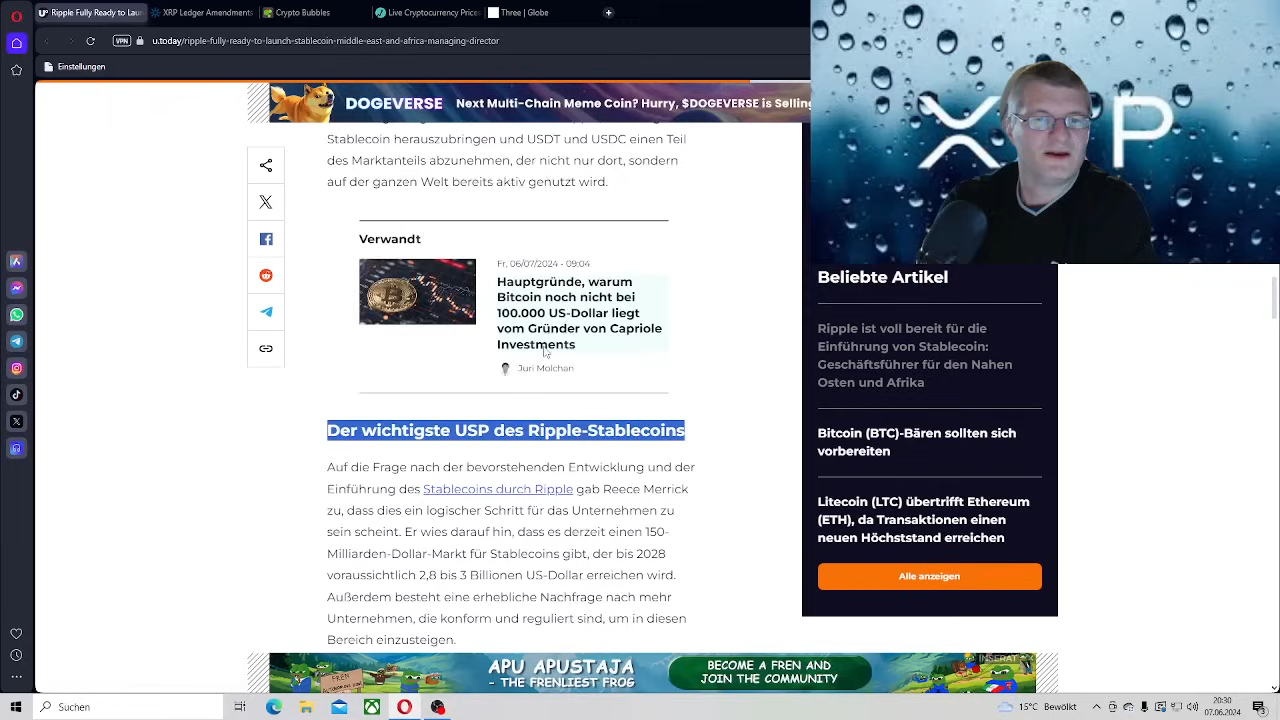 Ripple Fully Ready to Laun
XRP Ledger Amendments
Crypto Bubbles
Live Cryptocurrency Prices
Three | Globe
VPN
u.today/ripple-fully-ready-to-launch-stablecoin-middle-east-and-africa-managing-director
Einstellungen
DOGEVERSE Next Multi-Chain Meme Coin? Hurry, $DOGEVERSE is Selling
Stablecoin herauszubringen und USDT und USDC einen Teil
des Marktanteils abzunehmen, der nicht nur dort, sondern
auf der ganzen Welt bereits aktiv genutzt wird.
Verwandt
Fr, 06/07/2024 - 09:04
Hauptgründe, warum
Bitcoin noch nicht bei
100.000 US-Dollar liegt
vom Gründer von Capriole
Investments
Juri Molchan
Der wichtigste USP des Ripple-Stablecoins
Auf die Frage nach der bevorstehenden Entwicklung und der
Einführung des Stablecoins durch Ripple gab Reece Merrick
zu, dass dies ein logischer Schritt für das Unternehmen zu
sein scheint. Er wies darauf hin, dass es einen 150-
Milliarden-Dollar-Markt für Stablecoins gibt, der bis 2028
voraussichtlich 2,8 bis 3 Billionen US-Dollar erreichen wird.
Außerdem besteht eine erhebliche Nachfrage nach mehr
Unternehmen, die konform und reguliert sind, um in diesen
Bereich einzusteigen.
XRP
Beliebte Artikel
Ripple ist voll bereit für die
Einführung von Stablecoin:
Geschäftsführer für den Nahen
Osten und Afrika
Bitcoin (BTC)-Bären sollten sich
vorbereiten
Litecoin (LTC) übertrifft Ethereum
(ETH), da Transaktionen einen
neuen Höchststand erreichen
Alle anzeigen
APU APUSTAJA
- THE FRENLIEST FROG
BECOME A FREN AND
JOIN THE COMMUNITY
INSERAT
Suchen
15°C Bewölkt
20:30
07.06.2024